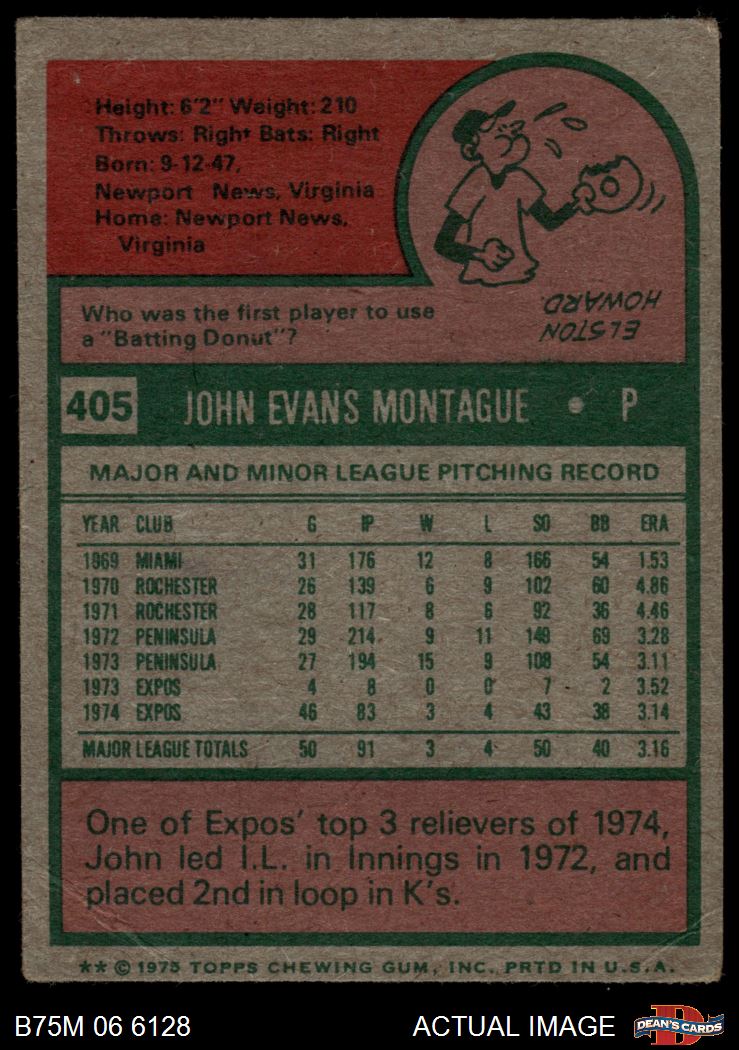 Height: 6'2" Weight: 210
Throws: Right Bats: Right
Born: 9-12-47,
Newport News, Virginia
Home: Newport News,
Virginia
Who was the first player to use
a "Batting Donut"?
ELSTON
HOWARD.
405 JOHN EVANS MONTAGUE • P
MAJOR AND MINOR LEAGUE PITCHING RECORD
YEAR CLUB G IP W L SO BB ERA
1969 MIAMI 31 176 12 8 166 54 1.53
1970 ROCHESTER 26 139 6 9 102 60 4.86
1971 ROCHESTER 28 117 8 6 92 36 4.46
1972 PENINSULA 29 214 9 11 149 69 3.28
1973 PENINSULA 27 194 15 9 108 54 3.11
1973 EXPOS 4 8 0 0 7 2 3.52
1974 EXPOS 46 83 3 4 43 38 3.14
MAJOR LEAGUE TOTALS 50 91 3 4 50 40 3.16
One of Expos' top 3 relievers of 1974,
John led I.L. in Innings in 1972, and
placed 2nd in loop in K's.
** © 1975 TOPPS CHEWING GUM, INC. PRTD IN U.S.A.
B75M 06 6128 ACTUAL IMAGE DEAN'S CARDS